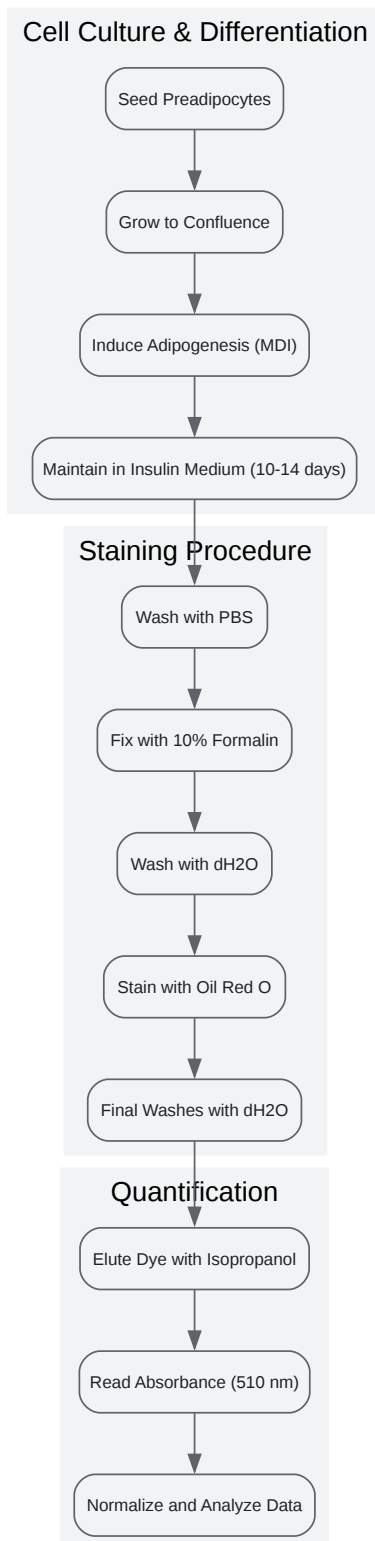 Cell Culture & Differentiation
Seed Preadipocytes
Grow to Confluence
Induce Adipogenesis (MDI)
Maintain in Insulin Medium (10-14 days)
Staining Procedure
Wash with PBS
Fix with 10% Formalin
Wash with dH2O
Stain with Oil Red O
Final Washes with dH2O
Quantification
Elute Dye with Isopropanol
Read Absorbance (510 nm)
Normalize and Analyze Data